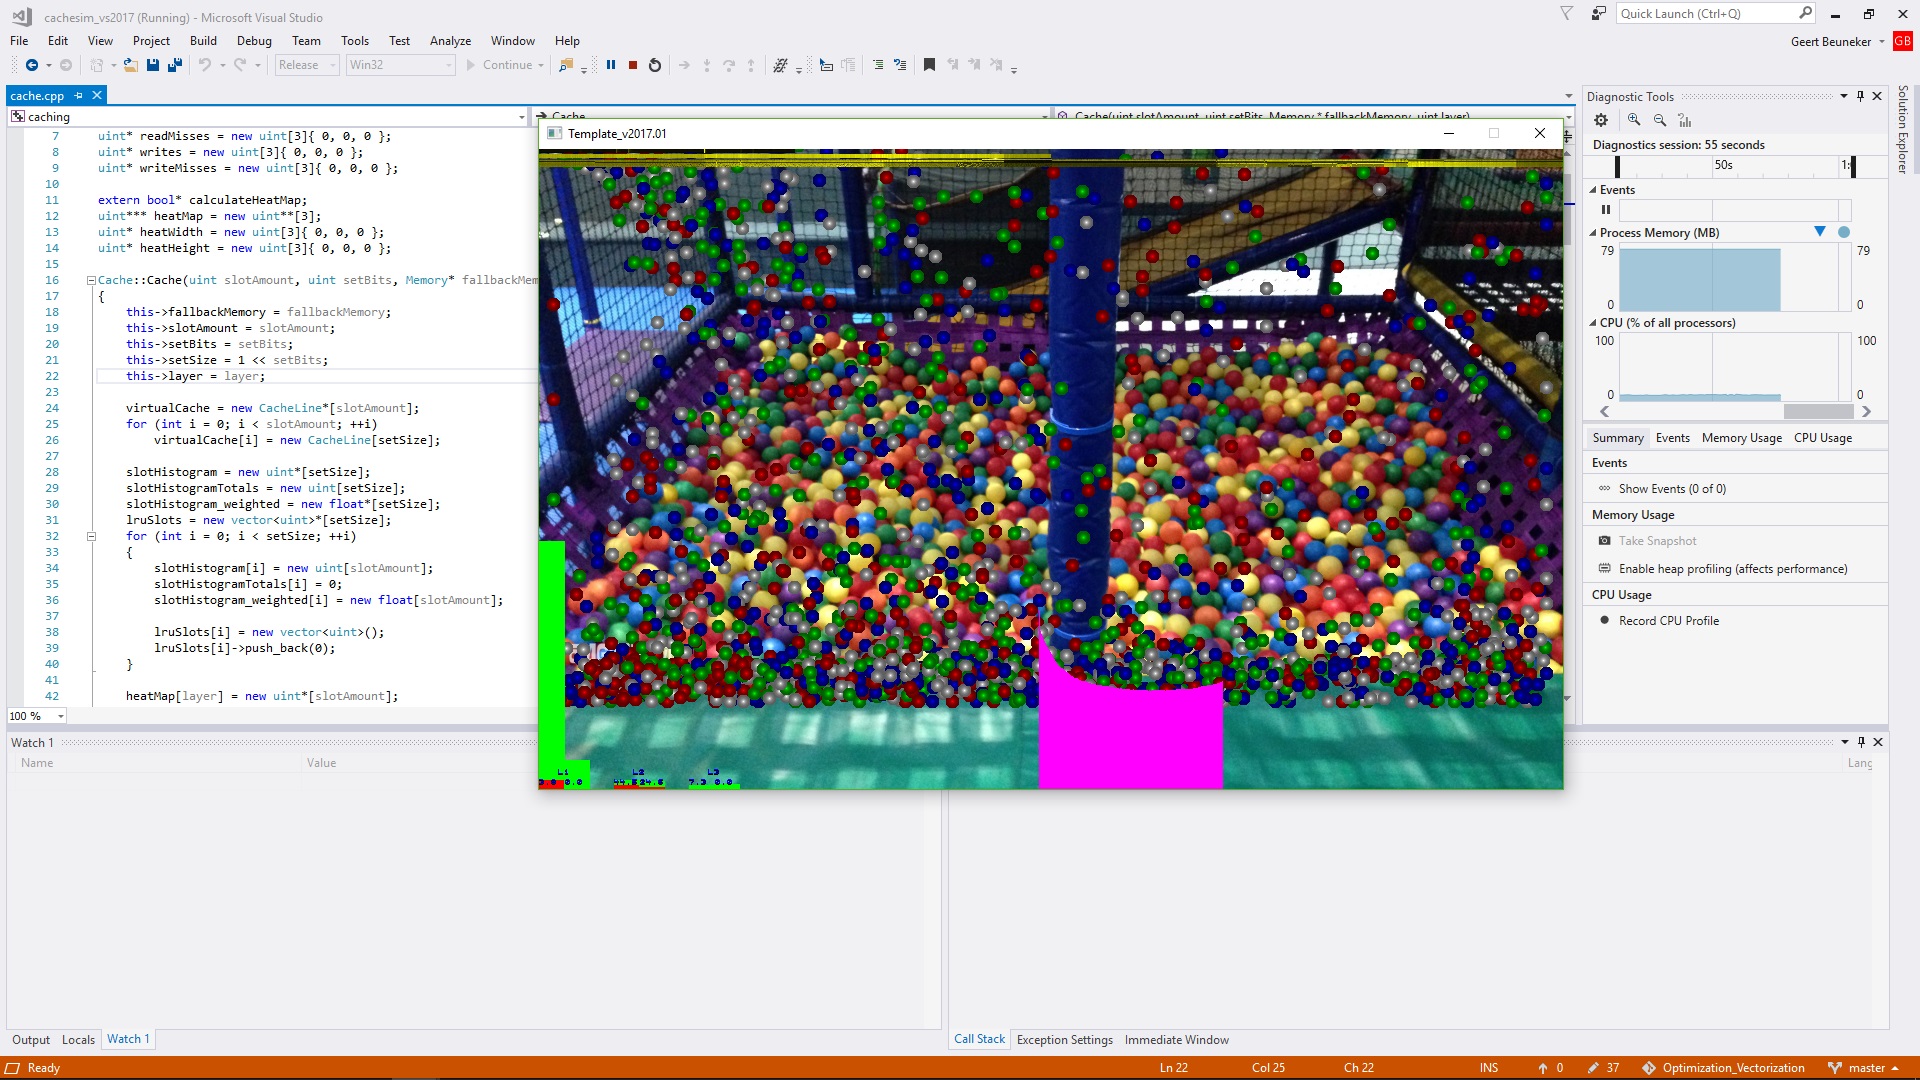 cachesim_vs2017 (Running) - Microsoft Visual Studio
Quick Launch (Ctrl+Q)
File Edit View Project Build Debug Team Tools Test Analyze Window Help
Geert Beuneker GB
Release Win32 Continue
cache.cpp
caching
Cache
Cache(uint slotAmount, uint setBits, Memory * fallbackMemory, uint layer)
7 uint* readMisses = new uint[3]{ 0, 0, 0 };
8 uint* writes = new uint[3]{ 0, 0, 0 };
9 uint* writeMisses = new uint[3]{ 0, 0, 0 };
10
11 extern bool* calculateHeatMap;
12 uint*** heatMap = new uint**[3];
13 uint* heatWidth = new uint[3]{ 0, 0, 0 };
14 uint* heatHeight = new uint[3]{ 0, 0, 0 };
15
16 Cache::Cache(uint slotAmount, uint setBits, Memory* fallbackMem
17 {
18 this->fallbackMemory = fallbackMemory;
19 this->slotAmount = slotAmount;
20 this->setBits = setBits;
21 this->setSize = 1 << setBits;
22 this->layer = layer;
23
24 virtualCache = new CacheLine*[slotAmount];
25 for (int i = 0; i < slotAmount; ++i)
26 virtualCache[i] = new CacheLine[setSize];
27
28 slotHistogram = new uint*[setSize];
29 slotHistogramTotals = new uint[setSize];
30 slotHistogram_weighted = new float*[setSize];
31 lruSlots = new vector<uint>*[setSize];
32 for (int i = 0; i < setSize; ++i)
33 {
34 slotHistogram[i] = new uint[slotAmount];
35 slotHistogramTotals[i] = 0;
36 slotHistogram_weighted[i] = new float[slotAmount];
37
38 lruSlots[i] = new vector<uint>();
39 lruSlots[i]->push_back(0);
40 }
41
42 heatMap[layer] = new uint*[slotAmount];
100 %
Template_v2017.01
L1 L2 L3
7.3 0.0
Diagnostic Tools
Diagnostics session: 55 seconds
50s
Events
Process Memory (MB)
79 79
0 0
CPU (% of all processors)
100 100
0 0
Summary Events Memory Usage CPU Usage
Events
Show Events (0 of 0)
Memory Usage
Take Snapshot
Enable heap profiling (affects performance)
CPU Usage
Record CPU Profile
Solution Explorer
Watch 1
Name Value
Lang
Output Locals Watch 1
Call Stack Exception Settings Immediate Window
Ready
Ln 22 Col 25 Ch 22 INS 0 37 Optimization_Vectorization master